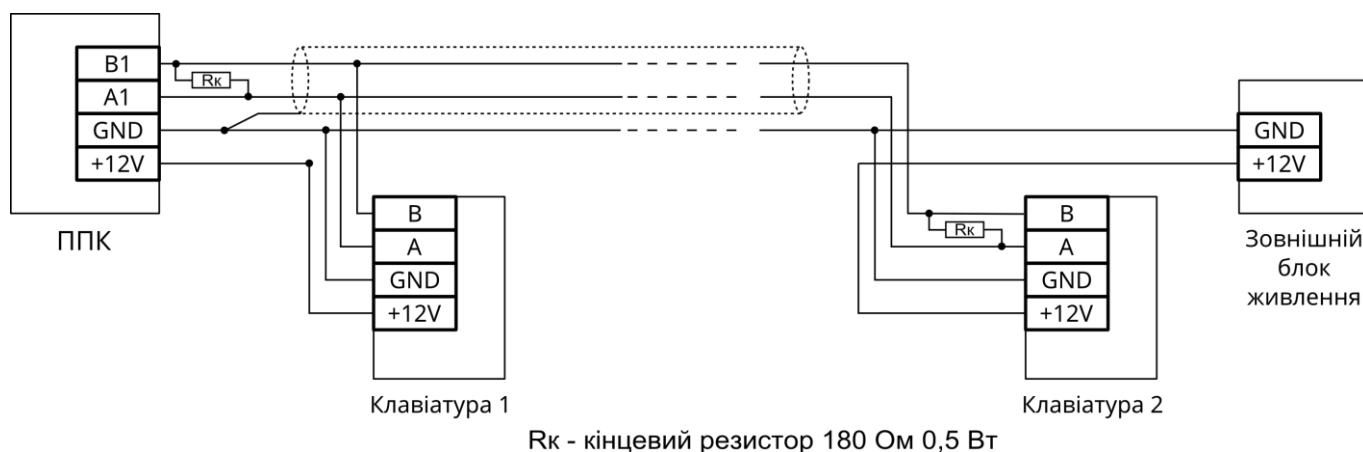 B1
Rк
A1
GND
+12V
ППК
B
A
GND
+12V
Клавіатура 1
B
Rк
A
GND
+12V
Клавіатура 2
GND
+12V
Зовнішній
блок
живлення
Rк - кінцевий резистор 180 Ом 0,5 Вт